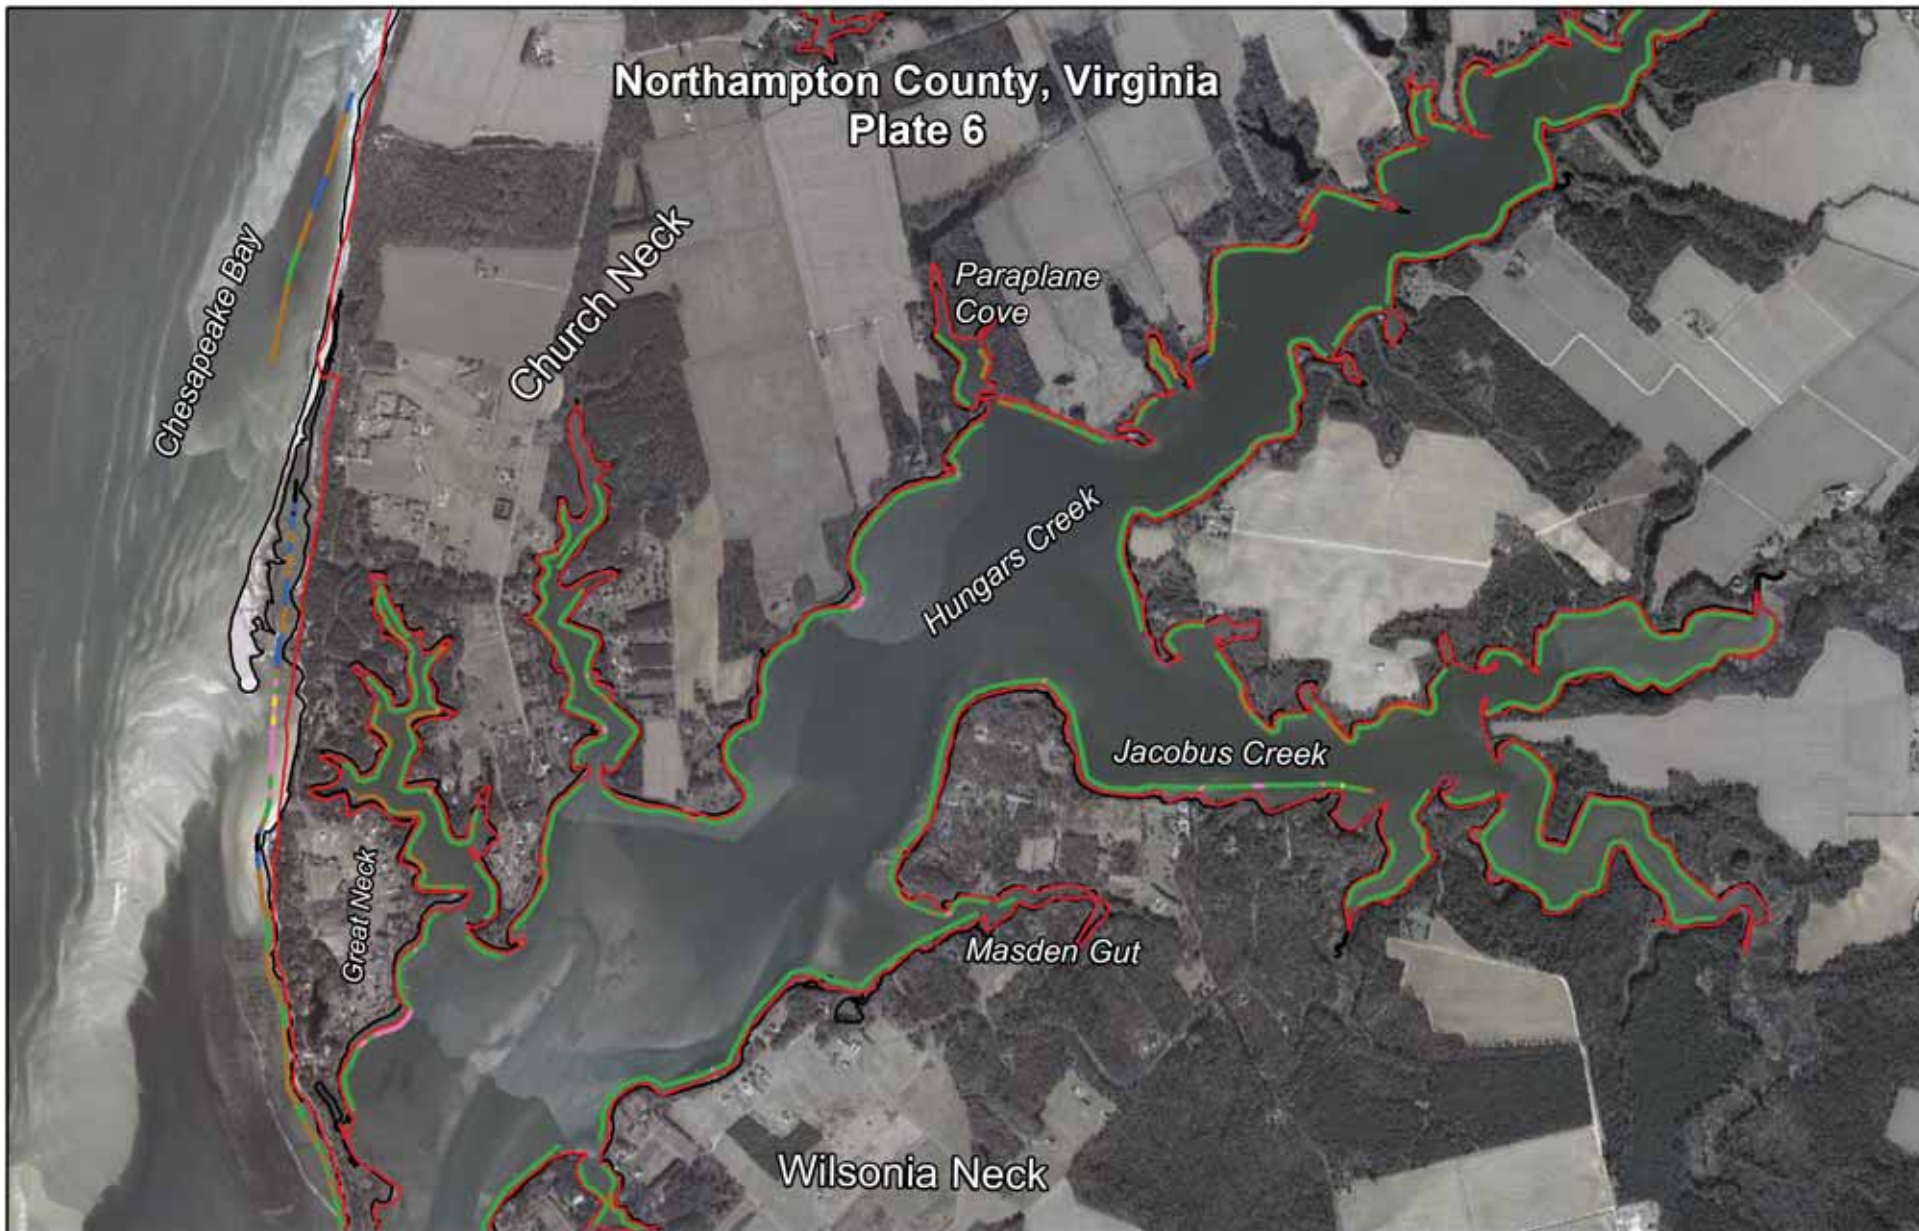 Northampton County, Virginia
Plate 6
Chesapeake Bay
Church Neck
Paraplane
Cove
Hungars Creek
Jacobus Creek
Great Neck
Masden Gut
Wilsonia Neck